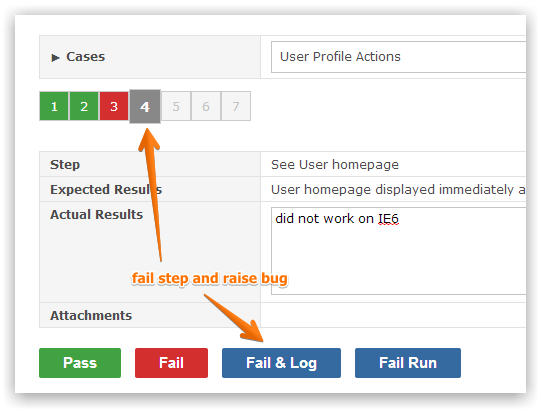 ▶ Cases User Profile Actions
1 2 3 4 5 6 7
Step See User homepage
Expected Results User homepage displayed immediately a
Actual Results did not work on IE6
fail step and raise bug
Attachments
Pass Fail Fail & Log Fail Run